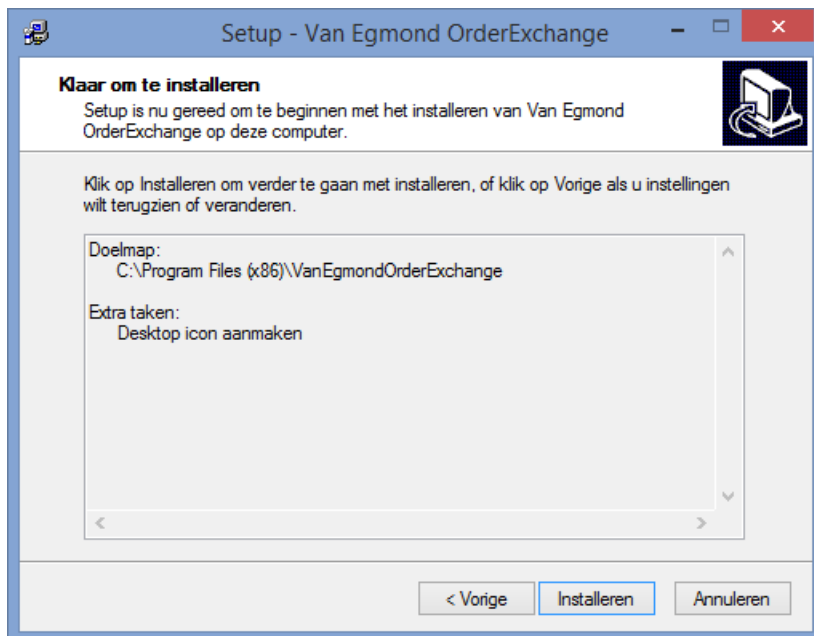 Setup - Van Egmond OrderExchange
Klaar om te installeren
Setup is nu gereed om te beginnen met het installeren van Van Egmond
OrderExchange op deze computer.
Klik op Installeren om verder te gaan met installeren, of klik op Vorige als u instellingen
wilt terugzien of veranderen.
Doelmap:
C:\Program Files (x86)\VanEgmondOrderExchange
Extra taken:
Desktop icon aanmaken
< Vorige
Installeren
Annuleren